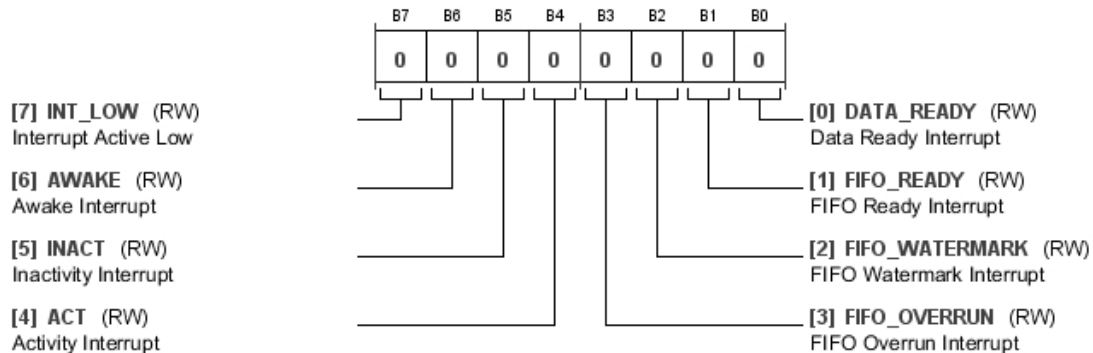 B7 B6 B5 B4 B3 B2 B1 B0
0 0 0 0 0 0 0 0
[7] INT_LOW (RW)
Interrupt Active Low
[6] AWAKE (RW)
Awake Interrupt
[5] INACT (RW)
Inactivity Interrupt
[4] ACT (RW)
Activity Interrupt
[0] DATA_READY (RW)
Data Ready Interrupt
[1] FIFO_READY (RW)
FIFO Ready Interrupt
[2] FIFO_WATERMARK (RW)
FIFO Watermark Interrupt
[3] FIFO_OVERRUN (RW)
FIFO Overrun Interrupt